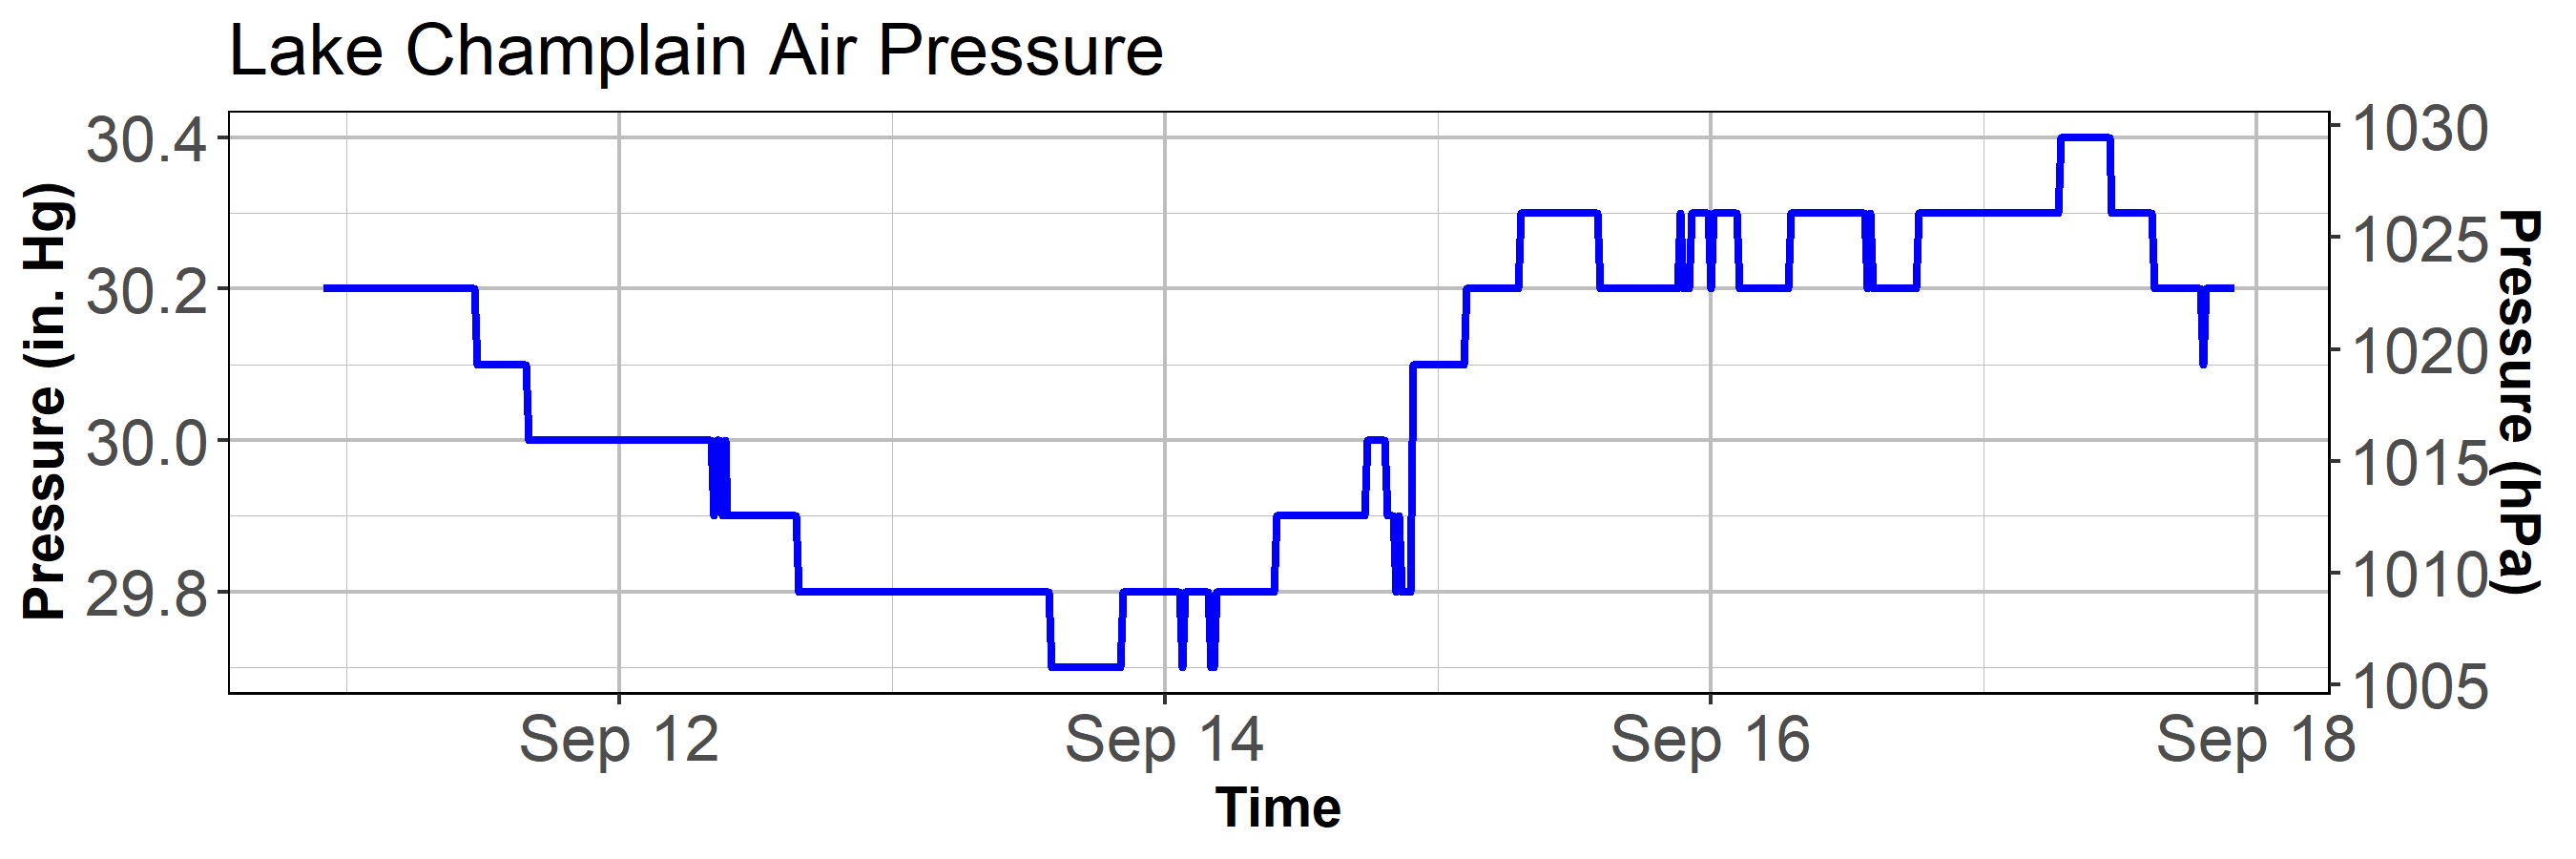 Lake Champlain Air Pressure
Pressure (in. Hg)
30.4
30.2
30.0
29.8
1030
1025
1020
1015
1010
1005
Pressure (hPa)
Sep 12
Sep 14
Sep 16
Sep 18
Time